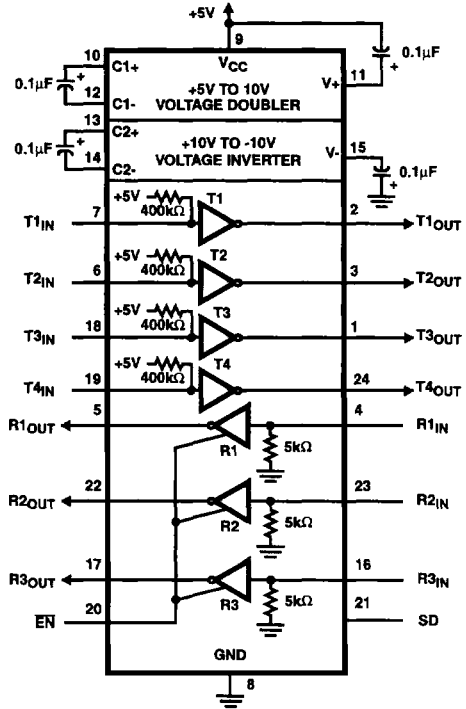 +5V
9
VCC
10
C1+
0.1μF
+
12
C1-
+5V TO 10V
VOLTAGE DOUBLER
V+
11
0.1μF
+
13
C2+
0.1μF
+
14
C2-
+10V TO -10V
VOLTAGE INVERTER
V-
15
0.1μF
+
T1IN
7
+5V
400kΩ
T1
2
T1OUT
T2IN
6
+5V
400kΩ
T2
3
T2OUT
T3IN
18
+5V
400kΩ
T3
1
T3OUT
T4IN
19
+5V
400kΩ
T4
24
T4OUT
R1OUT
5
R1
4
R1IN
5kΩ
R2OUT
22
R2
23
R2IN
5kΩ
R3OUT
17
R3
16
R3IN
5kΩ
20
E̅N̅
21
SD
GND
8